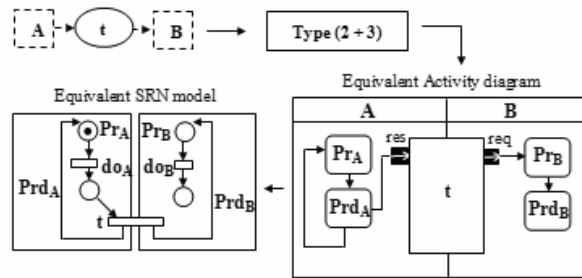 A
t
B
Type (2 + 3)
Equivalent SRN model
Equivalent Activity diagram
A
B
PrA
PrB
doA
doB
PrdA
PrdB
t
res
req
PrA
PrB
t
PrdA
PrdB